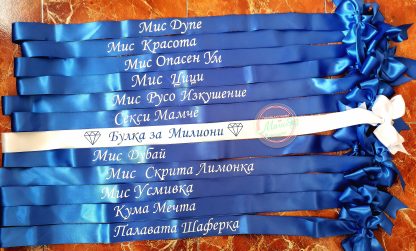 Мис Дупе
Мис Красота
Мис Опасен Ум
Мис Цици
Мис Русо Изкушение
Секси Мамче
Булка за Милиони
Мис Дубай
Мис Скрита Лимонка
Мис Усмивка
Кума Мечта
Палавата Шаферка